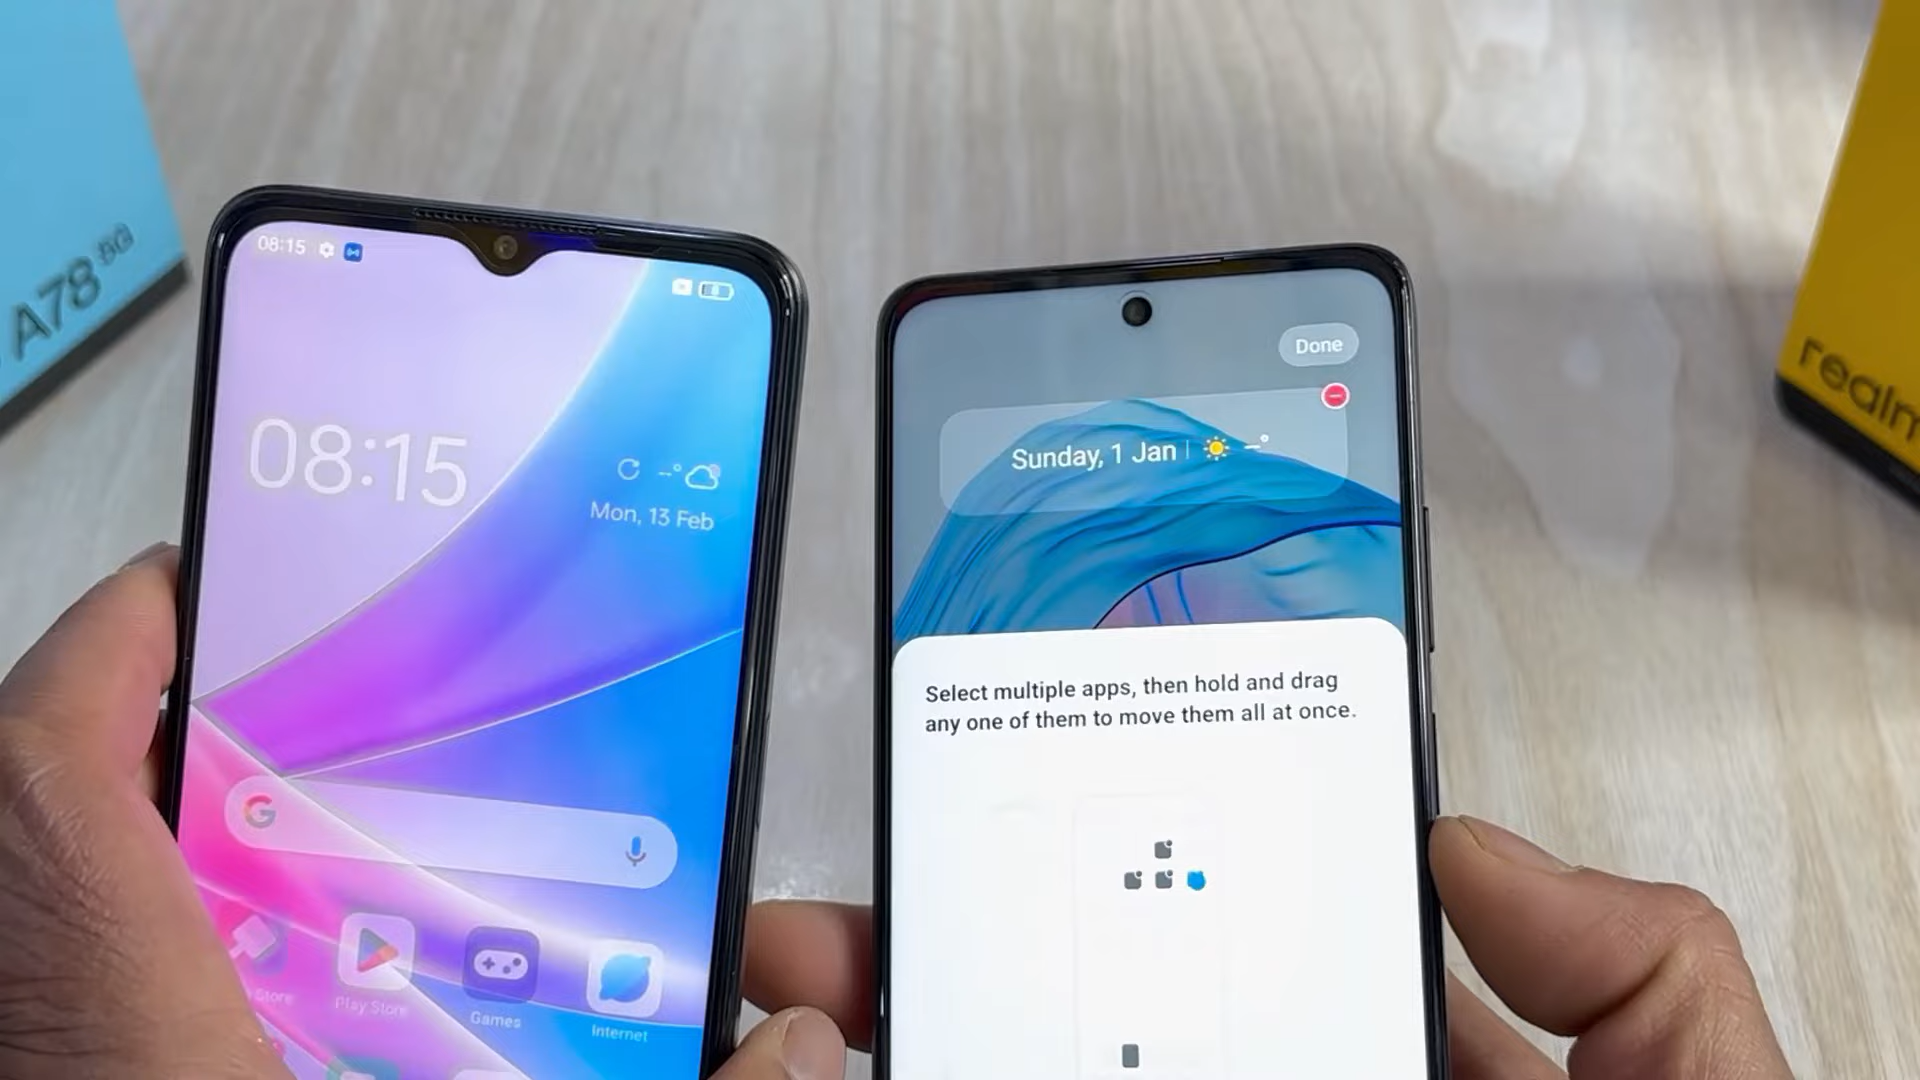 A78 5G
08:15
08:15
Mon, 13 Feb
G
Store
Play Store
Games
Internet
Done
Sunday, 1 Jan
Select multiple apps, then hold and drag
any one of them to move them all at once.
realm